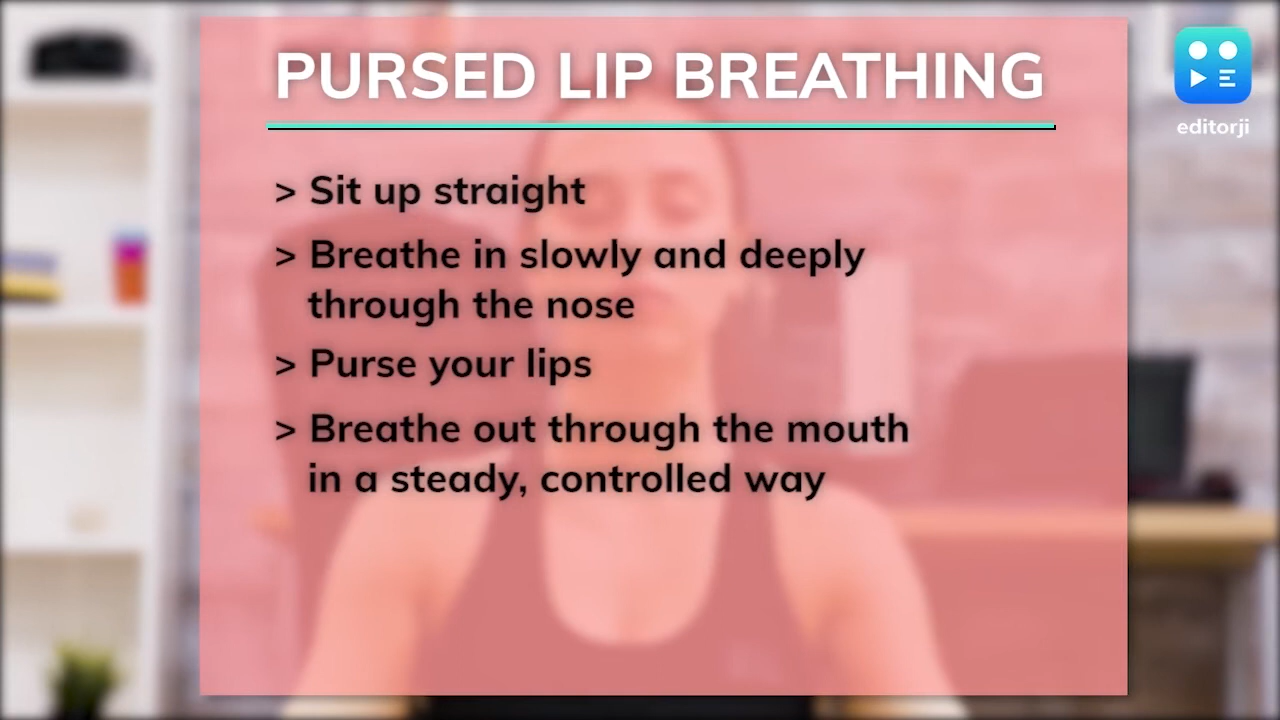 PURSED LIP BREATHING
editorji
> Sit up straight
> Breathe in slowly and deeply
through the nose
> Purse your lips
> Breathe out through the mouth
in a steady, controlled way